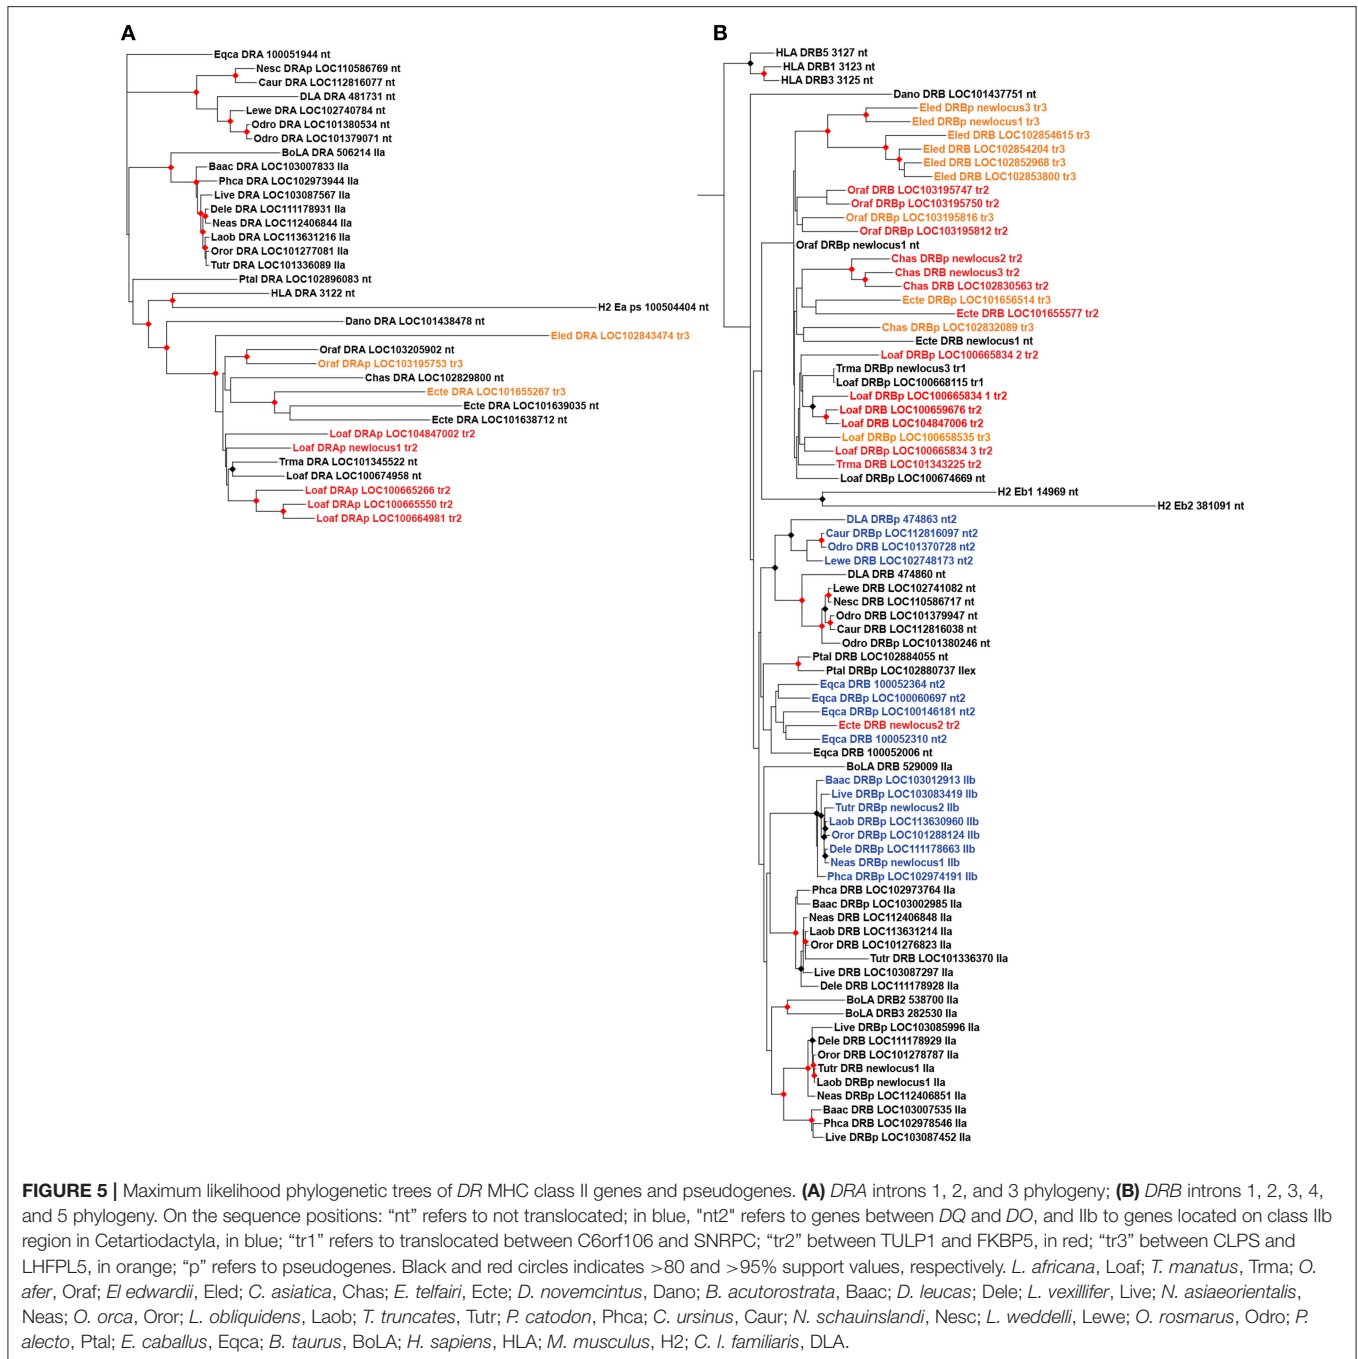 A
Eqca DRA 100051944 nt
Nesc DRAp LOC110586769 nt
Caur DRA LOC112816077 nt
DLA DRA 481731 nt
Lewe DRA LOC102740784 nt
Odro DRA LOC101380534 nt
Odro DRA LOC101379071 nt
BoLA DRA 506214 IIa
Baac DRA LOC103007833 IIa
Phca DRA LOC102973944 IIa
Live DRA LOC103087567 IIa
Dele DRA LOC111178931 IIa
Neas DRA LOC112406844 IIa
Laob DRA LOC113631216 IIa
Oror DRA LOC101277081 IIa
Tutr DRA LOC101336089 IIa
Ptal DRA LOC102896083 nt
HLA DRA 3122 nt
H2 Ea ps 100504404 nt
Dano DRA LOC101438478 nt
Eled DRA LOC102843474 tr3
Oraf DRA LOC103205902 nt
Oraf DRAp LOC103195753 tr3
Chas DRA LOC102829800 nt
Ecte DRA LOC101655267 tr3
Ecte DRA LOC101639035 nt
Ecte DRA LOC101638712 nt
Loaf DRAp LOC104847002 tr2
Loaf DRAp newlocus1 tr2
Trma DRA LOC101345522 nt
Loaf DRA LOC100674958 nt
Loaf DRAp LOC100665266 tr2
Loaf DRAp LOC100665550 tr2
Loaf DRAp LOC100664981 tr2
B
HLA DRB5 3127 nt
HLA DRB1 3123 nt
HLA DRB3 3125 nt
Dano DRB LOC101437751 nt
Eled DRBp newlocus3 tr3
Eled DRBp newlocus1 tr3
Eled DRB LOC102854615 tr3
Eled DRB LOC102854204 tr3
Eled DRB LOC102852968 tr3
Eled DRB LOC102853800 tr3
Oraf DRB LOC103195747 tr2
Oraf DRBp LOC103195750 tr2
Oraf DRBp LOC103195816 tr3
Oraf DRBp LOC103195812 tr2
Oraf DRBp newlocus1 nt
Chas DRBp newlocus2 tr2
Chas DRB newlocus3 tr2
Chas DRB LOC102830563 tr2
Ecte DRBp LOC101656514 tr3
Ecte DRB LOC101655577 tr2
Chas DRBp LOC102832089 tr3
Ecte DRB newlocus1 nt
Loaf DRBp LOC100665834 2 tr2
Trma DRBp newlocus3 tr1
Loaf DRBp LOC100668115 tr1
Loaf DRBp LOC100665834 1 tr2
Loaf DRB LOC100659676 tr2
Loaf DRB LOC104847006 tr2
Loaf DRBp LOC100658535 tr3
Loaf DRBp LOC100665834 3 tr2
Trma DRB LOC101343225 tr2
Loaf DRBp LOC100674669 nt
H2 Eb1 14969 nt
H2 Eb2 381091 nt
DLA DRBp 474863 nt2
Caur DRBp LOC112816097 nt2
Odro DRB LOC101370728 nt2
Lewe DRB LOC102748173 nt2
DLA DRB 474860 nt
Lewe DRB LOC102741082 nt
Nesc DRB LOC110586717 nt
Odro DRB LOC101379947 nt
Caur DRB LOC112816038 nt
Odro DRBp LOC101380246 nt
Ptal DRB LOC102884055 nt
Ptal DRBp LOC102880737 IIex
Eqca DRB 100052364 nt2
Eqca DRBp LOC100060697 nt2
Eqca DRBp LOC100146181 nt2
Ecte DRB newlocus2 tr2
Eqca DRB 100052310 nt2
Eqca DRB 100052006 nt
BoLA DRB 529009 IIa
Baac DRBp LOC103012913 IIb
Live DRBp LOC103083419 IIb
Tutr DRBp newlocus2 IIb
Laob DRBp LOC113630960 IIb
Oror DRBp LOC101288124 IIb
Dele DRBp LOC111178663 IIb
Neas DRBp newlocus1 IIb
Phca DRBp LOC102974191 IIb
Phca DRB LOC102973764 IIa
Baac DRBp LOC103002985 IIa
Neas DRB LOC112406848 IIa
Laob DRB LOC113631214 IIa
Oror DRB LOC101276823 IIa
Tutr DRB LOC101336370 IIa
Live DRB LOC103087297 IIa
Dele DRB LOC111178928 IIa
BoLA DRB2 538700 IIa
BoLA DRB3 282530 IIa
Live DRBp LOC103085996 IIa
Dele DRB LOC111178929 IIa
Oror DRB LOC101278787 IIa
Tutr DRB newlocus1 IIa
Laob DRBp newlocus1 IIa
Neas DRBp LOC112406851 IIa
Baac DRB LOC103007535 IIa
Phca DRB LOC102978546 IIa
Live DRBp LOC103087452 IIa
FIGURE 5 | Maximum likelihood phylogenetic trees of DR MHC class II genes and pseudogenes. (A) DRA introns 1, 2, and 3 phylogeny; (B) DRB introns 1, 2, 3, 4,
and 5 phylogeny. On the sequence positions: “nt” refers to not translocated; in blue, "nt2" refers to genes between DQ and DO, and IIb to genes located on class IIb
region in Cetartiodactyla, in blue; “tr1” refers to translocated between C6orf106 and SNRPC; “tr2” between TULP1 and FKBP5, in red; “tr3” between CLPS and
LHFPL5, in orange; “p” refers to pseudogenes. Black and red circles indicates >80 and >95% support values, respectively. L. africana, Loaf; T. manatus, Trma; O.
afer, Oraf; El edwardii, Eled; C. asiatica, Chas; E. telfairi, Ecte; D. novemcintus, Dano; B. acutorostrata, Baac; D. leucas; Dele; L. vexillifer, Live; N. asiaeorientalis,
Neas; O. orca, Oror; L. obliquidens, Laob; T. truncates, Tutr; P. catodon, Phca; C. ursinus, Caur; N. schauinslandi, Nesc; L. weddelli, Lewe; O. rosmarus, Odro; P.
alecto, Ptal; E. caballus, Eqca; B. taurus, BoLA; H. sapiens, HLA; M. musculus, H2; C. l. familiaris, DLA.